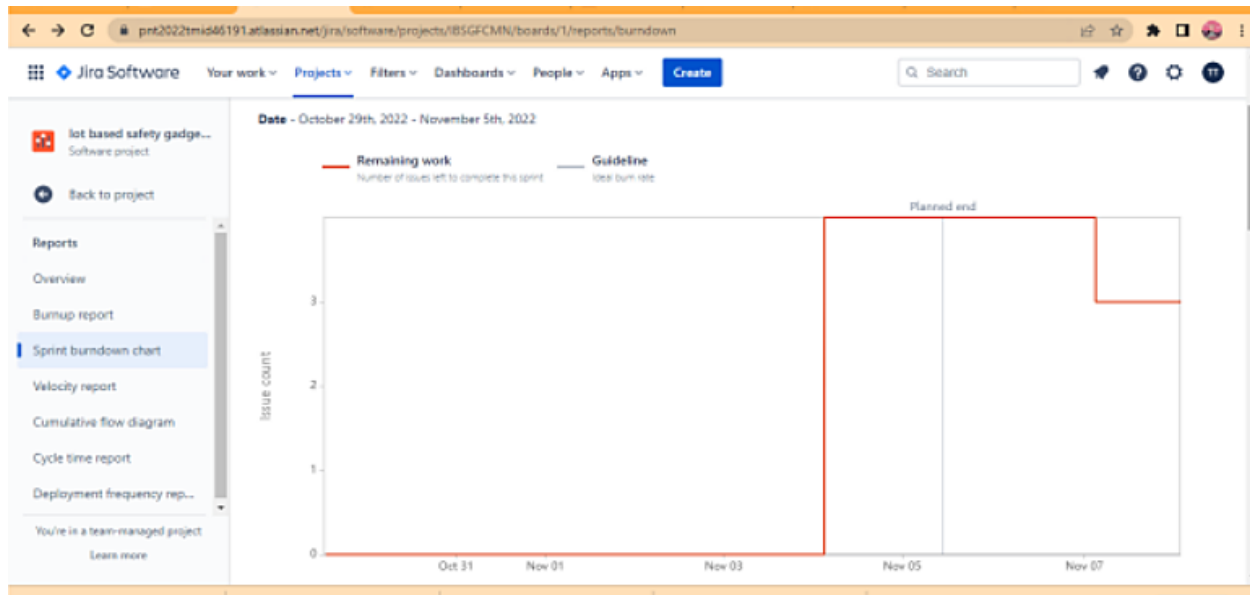 pnt2022tmid46191.atlassian.net/jira/software/projects/IBSGFCMN/boards/1/reports/burndown
Jira Software Your work Projects Filters Dashboards People Apps Create Search TT
Date - October 29th, 2022 - November 5th, 2022
Iot based safety gadge...
Software project
Back to project
Reports
Overview
Burnup report
Sprint burndown chart
Velocity report
Cumulative flow diagram
Cycle time report
Deployment frequency rep...
You're in a team-managed project
Learn more
Remaining work
Number of issues left to complete this sprint
Guideline
Ideal burn rate
Planned end
Issue count
3
2
1
0
Oct 31 Nov 01 Nov 03 Nov 05 Nov 07